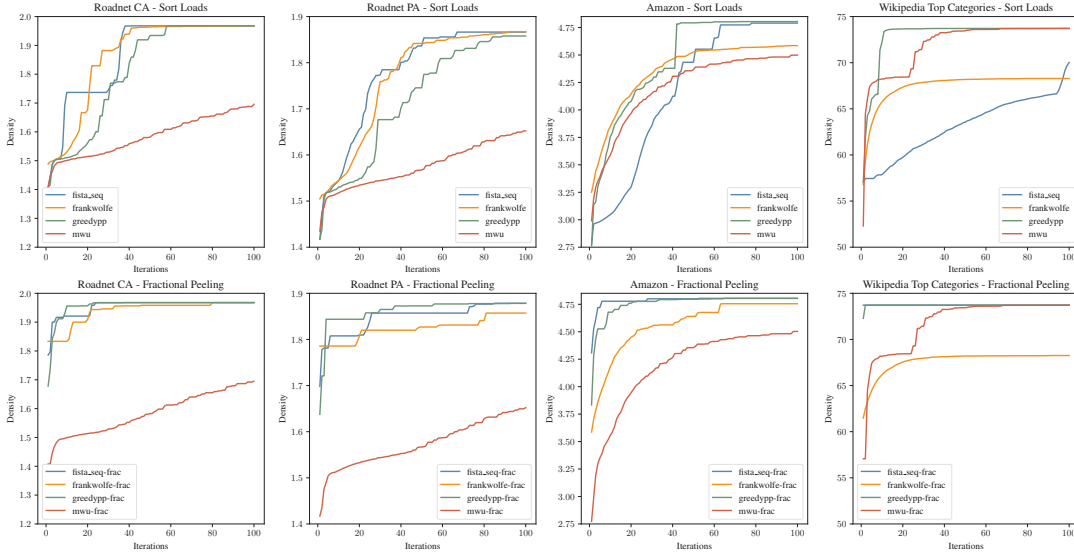 Roadnet CA - Sort Loads
2.0
1.9
1.8
1.7
1.6
1.5
1.4
1.3
1.2
Density
0
20
40
60
80
100
Iterations
fista_seq
frankwolfe
greedypp
mwu
Roadnet PA - Sort Loads
1.9
1.8
1.7
1.6
1.5
1.4
Density
0
20
40
60
80
100
Iterations
fista_seq
frankwolfe
greedypp
mwu
Amazon - Sort Loads
4.75
4.50
4.25
4.00
3.75
3.50
3.25
3.00
2.75
Density
0
20
40
60
80
100
Iterations
fista_seq
frankwolfe
greedypp
mwu
Wikipedia Top Categories - Sort Loads
75
70
65
60
55
50
Density
0
20
40
60
80
100
Iterations
fista_seq
frankwolfe
greedypp
mwu
Roadnet CA - Fractional Peeling
2.0
1.9
1.8
1.7
1.6
1.5
1.4
1.3
1.2
Density
0
20
40
60
80
100
Iterations
fista_seq-frac
frankwolfe-frac
greedypp-frac
mwu-frac
Roadnet PA - Fractional Peeling
1.9
1.8
1.7
1.6
1.5
1.4
Density
0
20
40
60
80
100
Iterations
fista_seq-frac
frankwolfe-frac
greedypp-frac
mwu-frac
Amazon - Fractional Peeling
4.75
4.50
4.25
4.00
3.75
3.50
3.25
3.00
2.75
Density
0
20
40
60
80
100
Iterations
fista_seq-frac
frankwolfe-frac
greedypp-frac
mwu-frac
Wikipedia Top Categories - Fractional Peeling
75
70
65
60
55
50
Density
0
20
40
60
80
100
Iterations
fista_seq-frac
frankwolfe-frac
greedypp-frac
mwu-frac